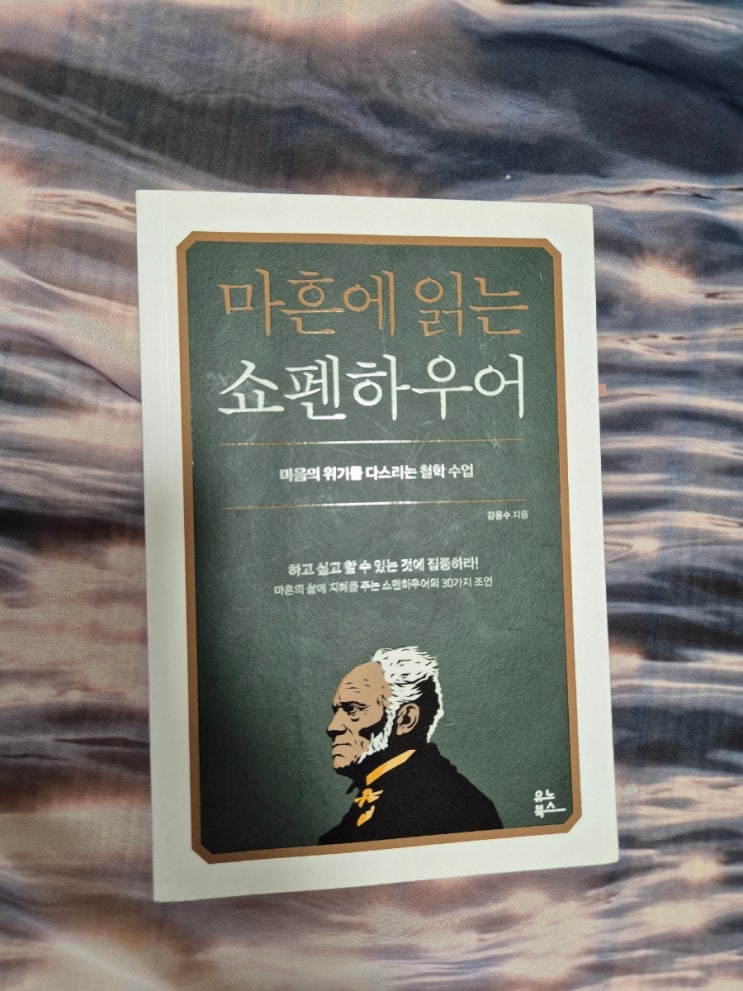 마흔에 읽는
쇼펜하우어
마음의 위기를 다스리는 철학 수업
강용수 지음
하고 싶고 할 수 있는 것에 집중하라!
마흔의 삶에 지혜를 주는 쇼펜하우어의 30가지 조언
유노
북스